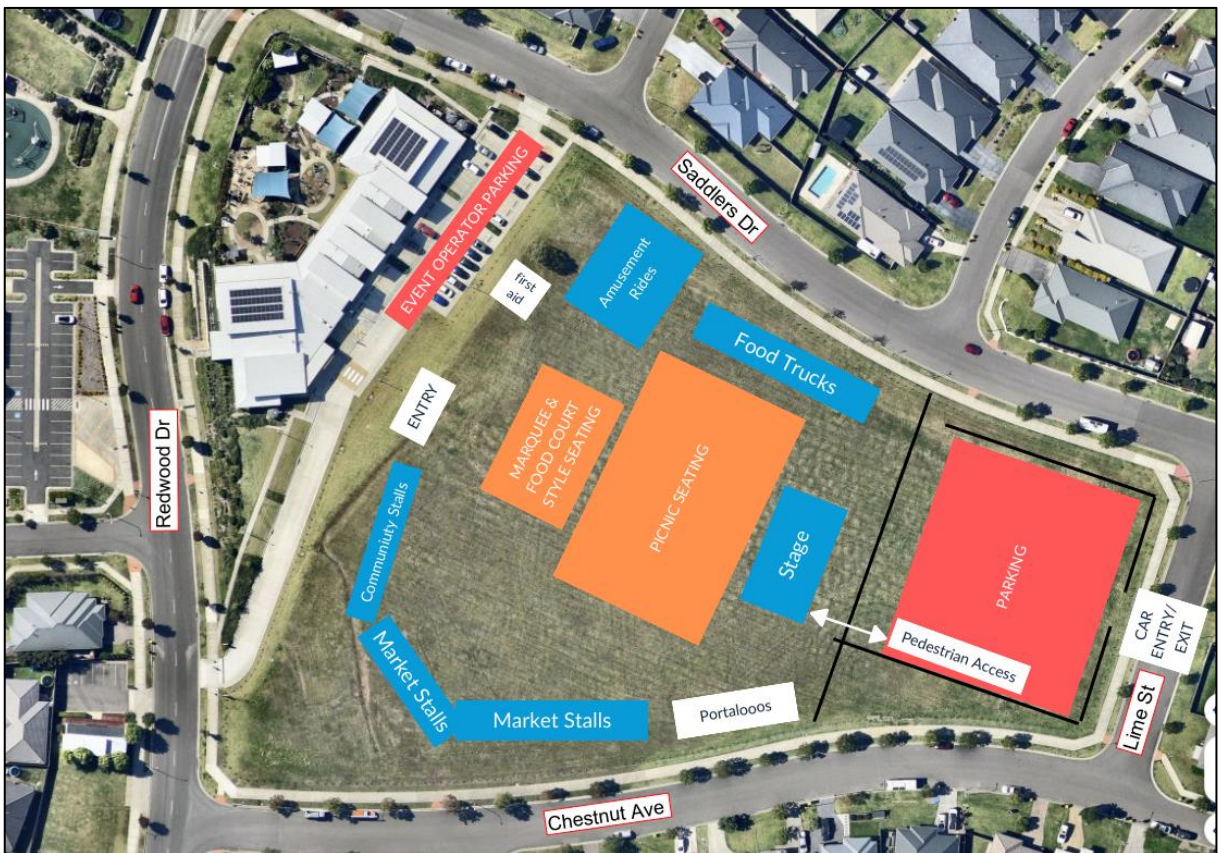 Saddlers Dr
EVENT OPERATOR PARKING
first
aid
Amusement
Rides
Food Trucks
ENTRY
MARQUEE &
FOOD COURT
STYLE SEATING
PICNIC SEATING
Redwood Dr
Communiuty Stalls
Stage
PARKING
CAR
ENTRY/
EXIT
Pedestrian Access
Market Stalls
Market Stalls
Portalooos
Lime St
Chestnut Ave